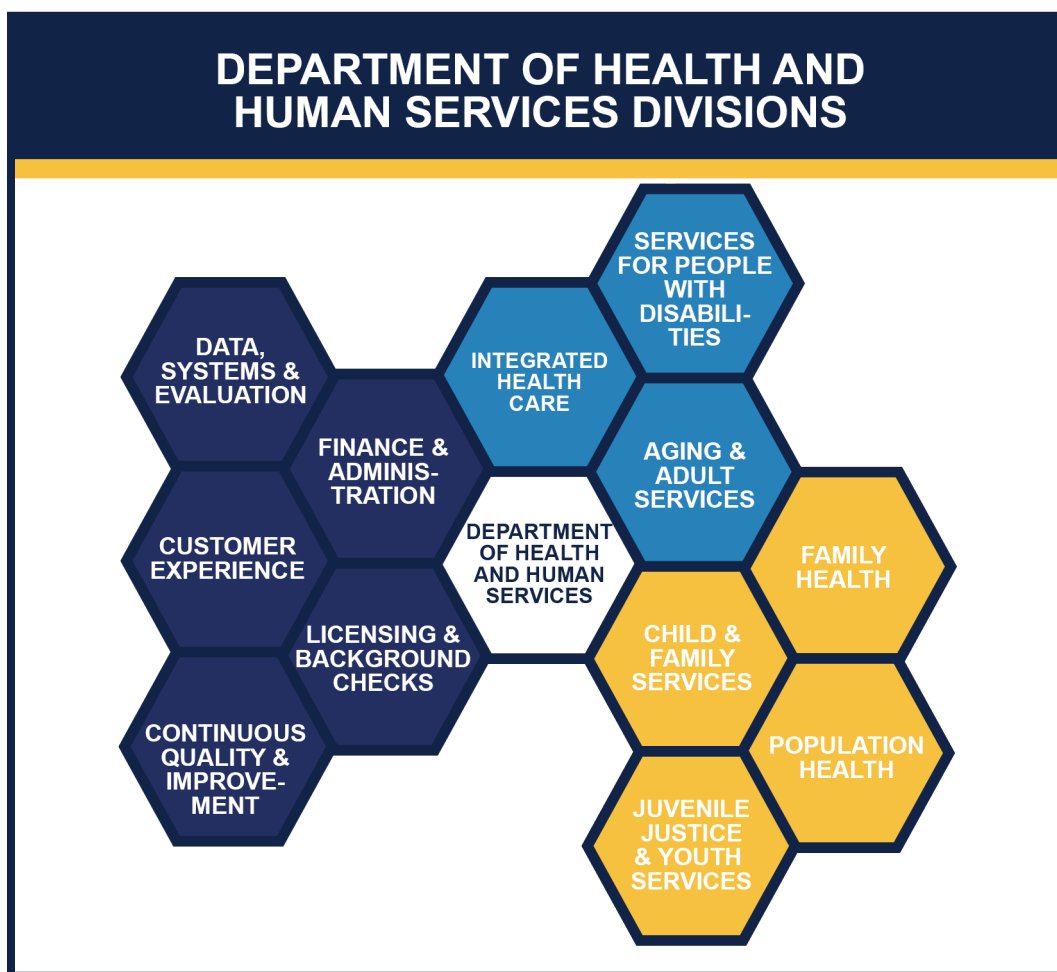 DEPARTMENT OF HEALTH AND
HUMAN SERVICES DIVISIONS
SERVICES
FOR PEOPLE
WITH
DISABILI-
TIES
DATA,
SYSTEMS &
EVALUATION
INTEGRATED
HEALTH
CARE
FINANCE &
ADMINIS-
TRATION
AGING &
ADULT
SERVICES
CUSTOMER
EXPERIENCE
DEPARTMENT
OF HEALTH
AND HUMAN
SERVICES
FAMILY
HEALTH
LICENSING &
BACKGROUND
CHECKS
CHILD &
FAMILY
SERVICES
CONTINUOUS
QUALITY &
IMPROVE-
MENT
POPULATION
HEALTH
JUVENILE
JUSTICE
& YOUTH
SERVICES